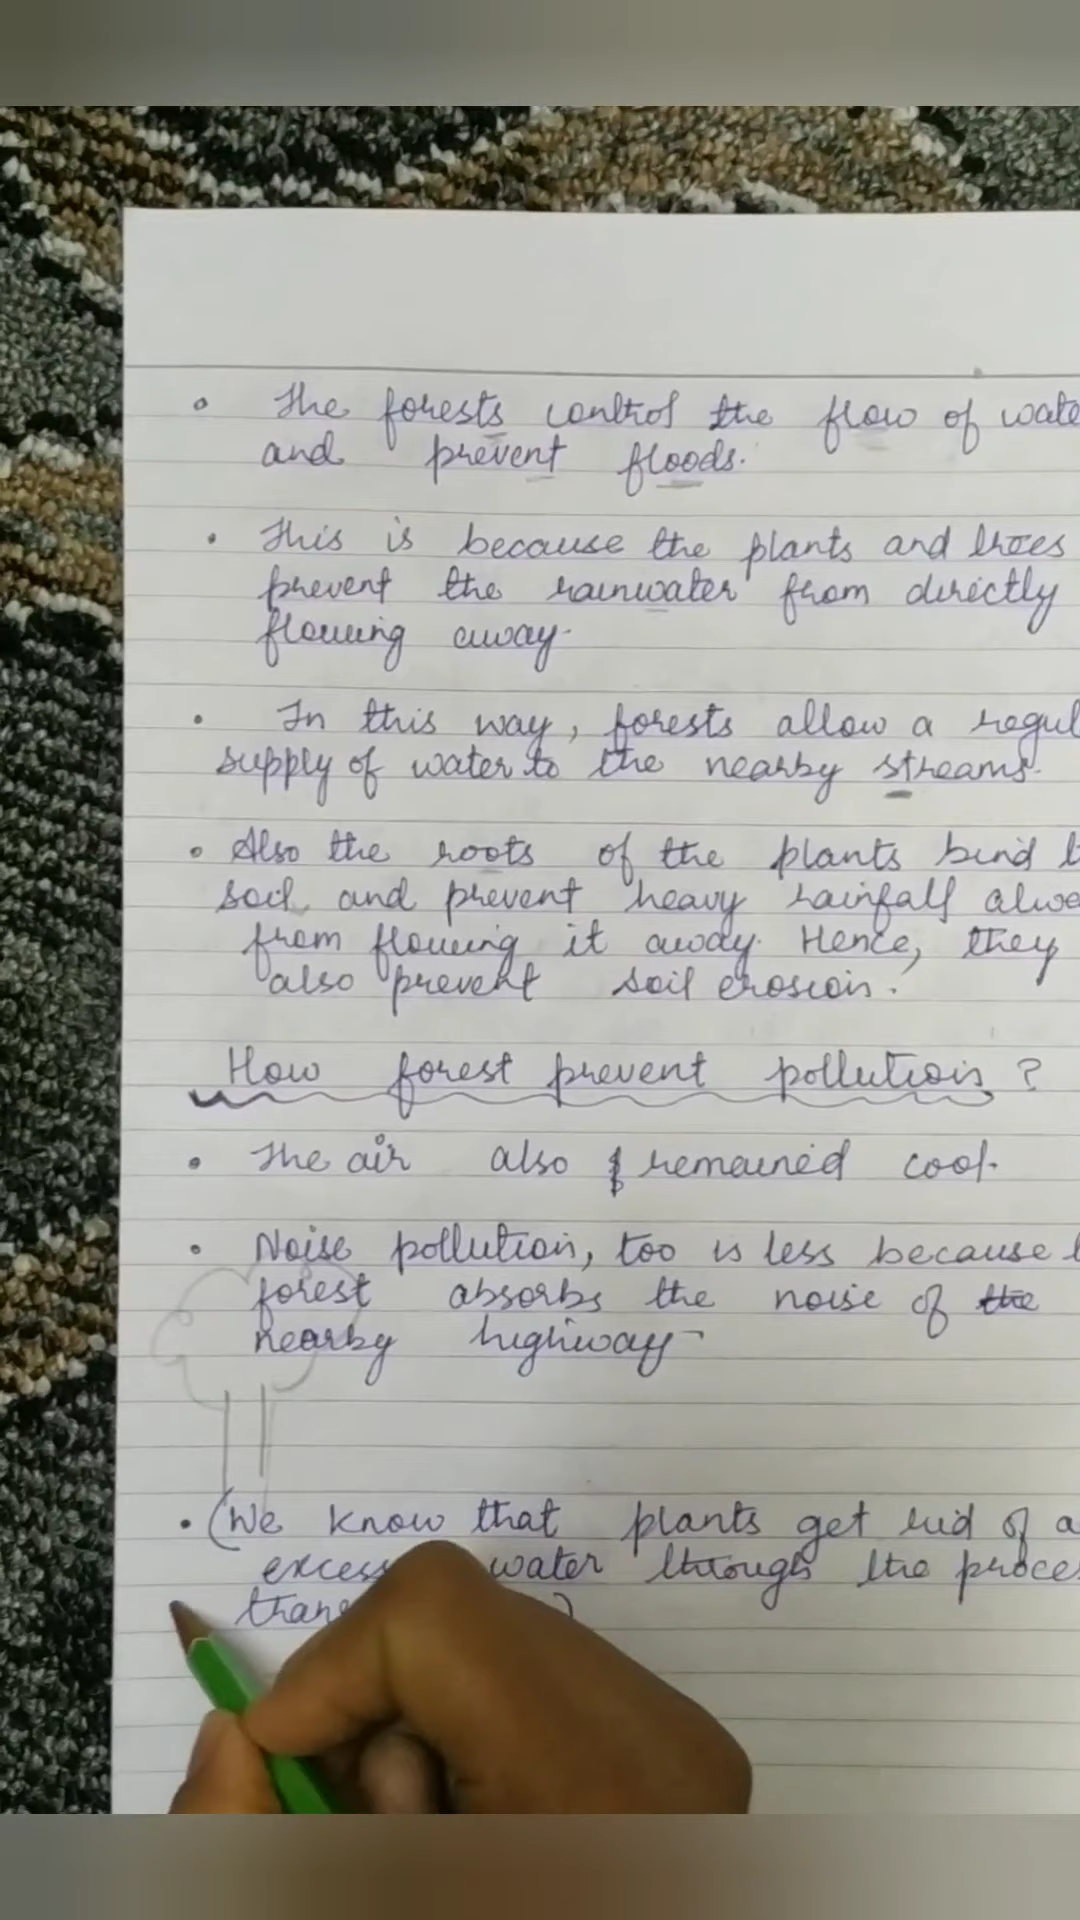 The forests control the flow of wate
and prevent floods.
This is because the plants and trees
prevent the rainwater from directly
flowing away.
In this way, forests allow a regul
supply of water to the nearby streams.
Also the roots of the plants bind t
soil and prevent heavy rainfall
from flowing it away. Hence, they
also prevent soil erosion.
How forest prevent pollution?
The air also remained cool.
Noise pollution, too is less because t
forest absorbs the noise of the
nearby highway
(We know that plants get rid of a
excess water through the proce
trans